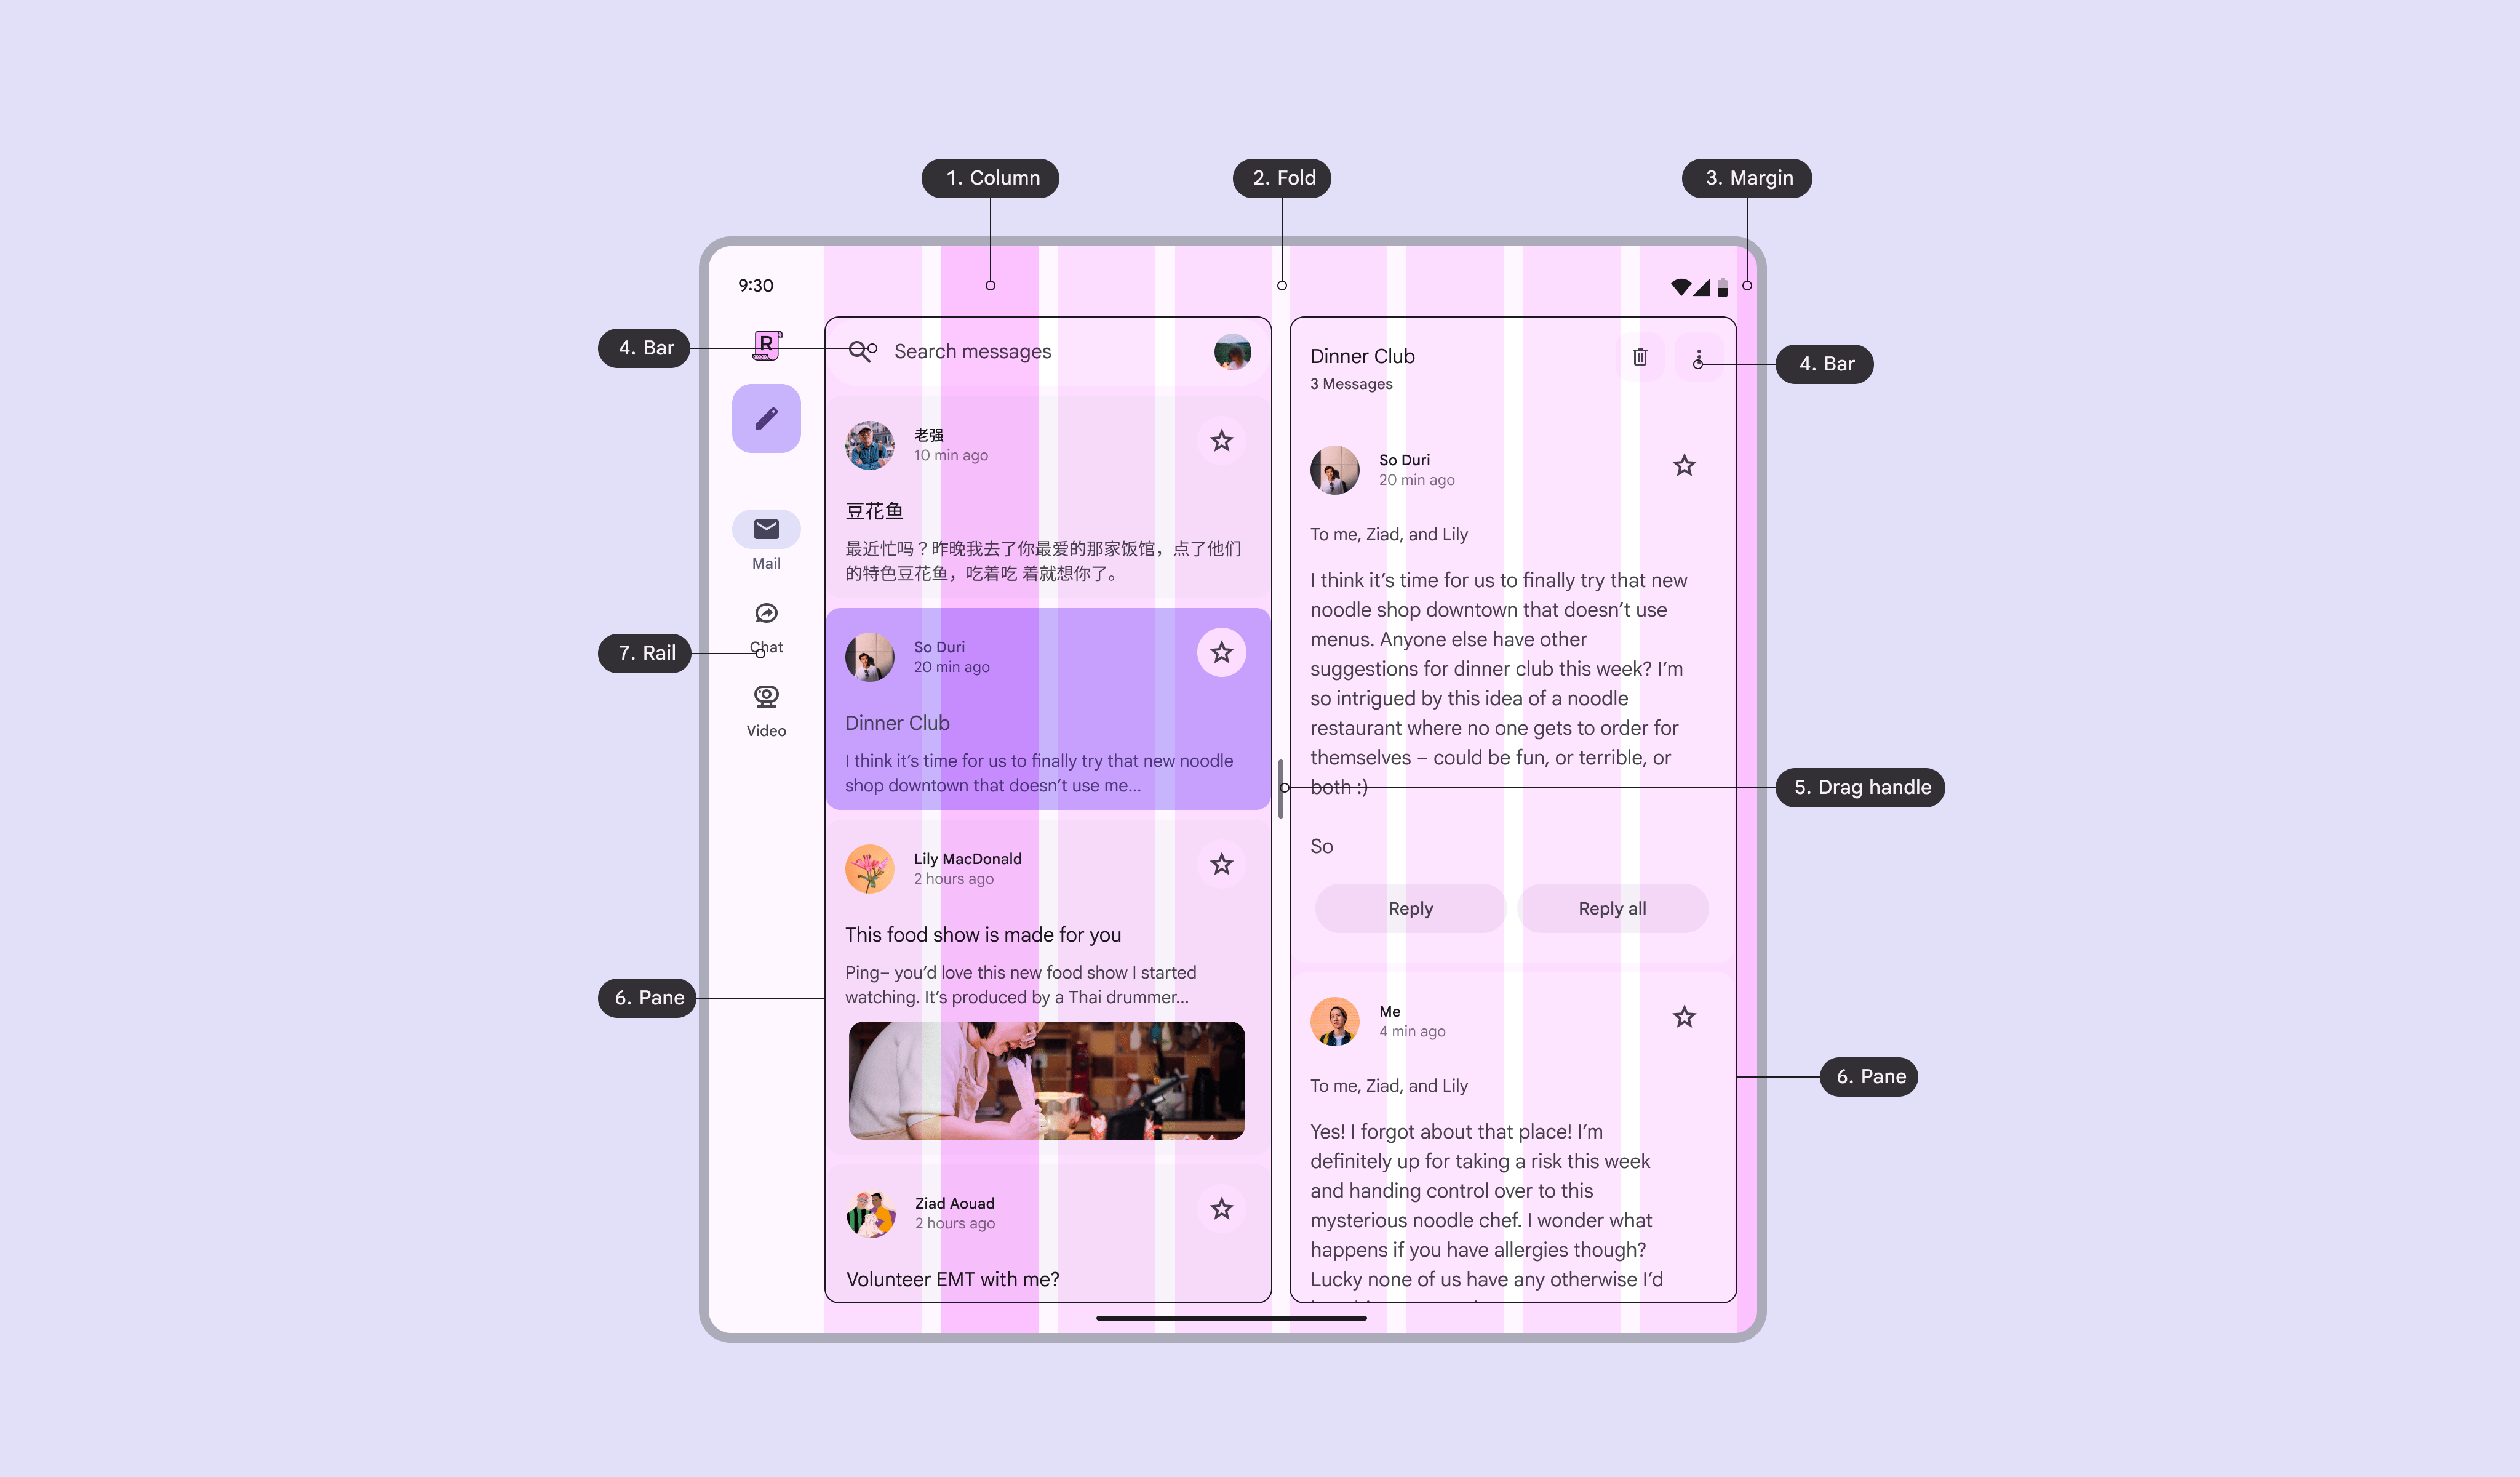 1. Column
2. Fold
3. Margin
9:30
4. Bar
R
Search messages
Dinner Club
3 Messages
4. Bar
Mail
Chat
Video
7. Rail
6. Pane
老强
10 min ago
豆花鱼
最近忙吗？昨晚我去了你最爱的那家饭馆，点了他们
的特色豆花鱼，吃着吃 着就想你了。
So Duri
20 min ago
Dinner Club
I think it’s time for us to finally try that new noodle
shop downtown that doesn’t use me...
Lily MacDonald
2 hours ago
This food show is made for you
Ping– you’d love this new food show I started
watching. It’s produced by a Thai drummer...
Ziad Aouad
2 hours ago
Volunteer EMT with me?
So Duri
20 min ago
To me, Ziad, and Lily
I think it’s time for us to finally try that new
noodle shop downtown that doesn’t use
menus. Anyone else have other
suggestions for dinner club this week? I’m
so intrigued by this idea of a noodle
restaurant where no one gets to order for
themselves – could be fun, or terrible, or
both :)
So
Reply
Reply all
5. Drag handle
Me
4 min ago
To me, Ziad, and Lily
Yes! I forgot about that place! I’m
definitely up for taking a risk this week
and handing control over to this
mysterious noodle chef. I wonder what
happens if you have allergies though?
Lucky none of us have any otherwise I’d
6. Pane